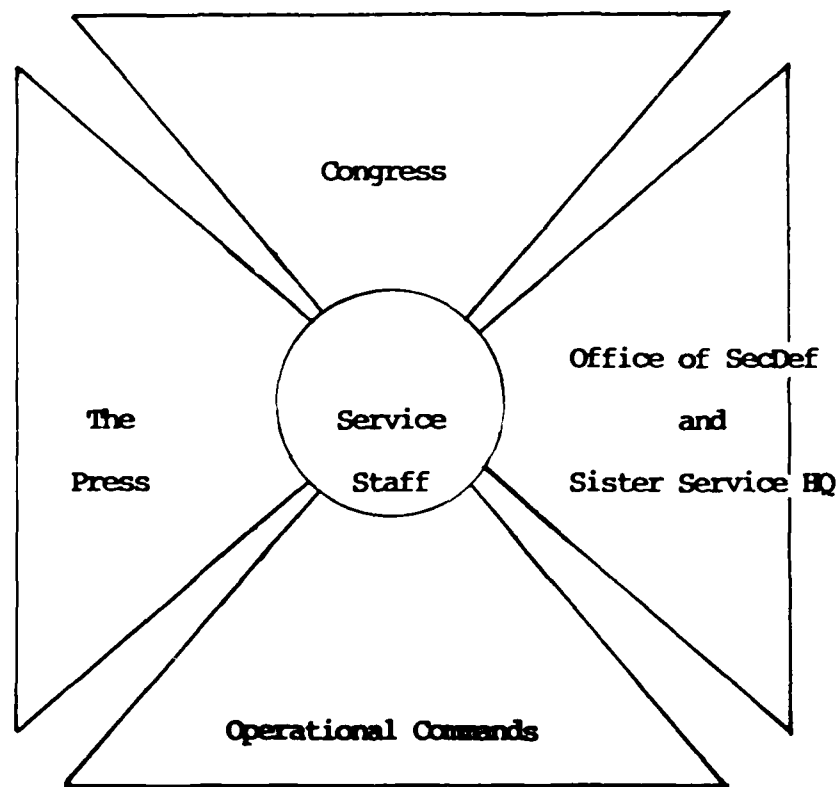 Congress
Office of SecDef
and
Sister Service HQ
The
Press
Service
Staff
Operational Commands